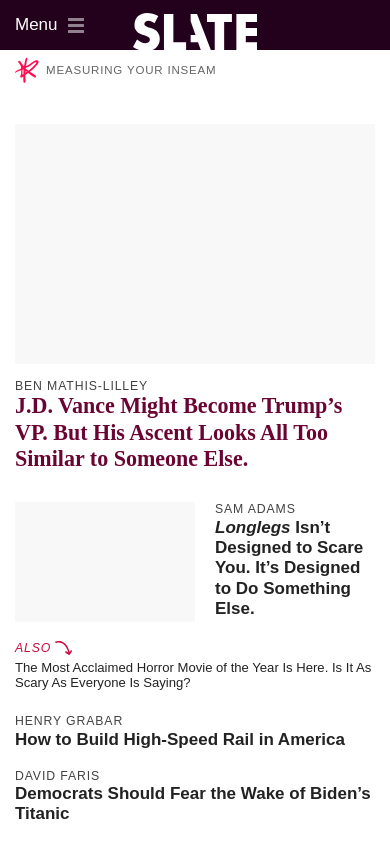 Menu
SLATE
MEASURING YOUR INSEAM
BEN MATHIS-LILLEY
J.D. Vance Might Become Trump’s
VP. But His Ascent Looks All Too
Similar to Someone Else.
SAM ADAMS
Longlegs Isn’t
Designed to Scare
You. It’s Designed
to Do Something
Else.
ALSO
The Most Acclaimed Horror Movie of the Year Is Here. Is It As
Scary As Everyone Is Saying?
HENRY GRABAR
How to Build High-Speed Rail in America
DAVID FARIS
Democrats Should Fear the Wake of Biden’s
Titanic